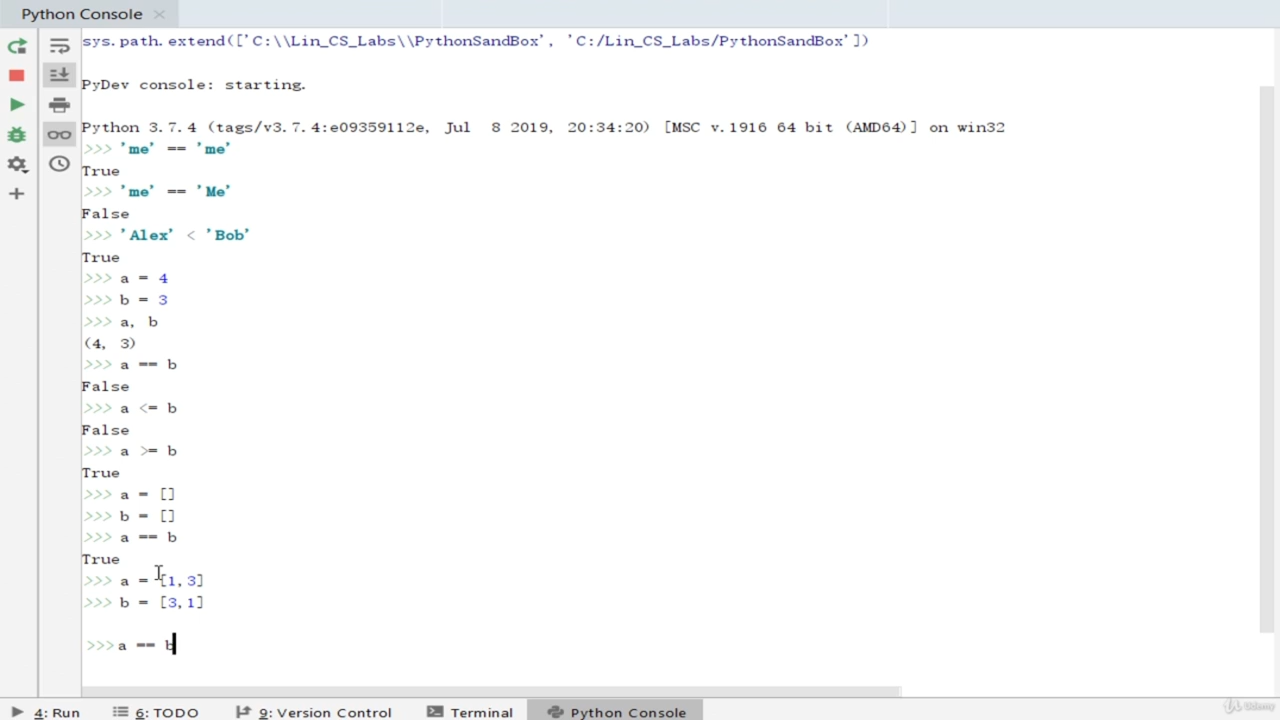 Python Console
sys.path.extend(['C:\\Lin_CS_Labs\\PythonSandBox', 'C:/Lin_CS_Labs/PythonSandBox'])
PyDev console: starting.
Python 3.7.4 (tags/v3.7.4:e09359112e, Jul  8 2019, 20:34:20) [MSC v.1916 64 bit (AMD64)] on win32
>>> 'me' == 'me'
True
>>> 'me' == 'Me'
False
>>> 'Alex' < 'Bob'
True
>>> a = 4
>>> b = 3
>>> a, b
(4, 3)
>>> a == b
False
>>> a <= b
False
>>> a >= b
True
>>> a = []
>>> b = []
>>> a == b
True
>>> a = [1,3]
>>> b = [3,1]
>>> a == b
4: Run 6: TODO 9: Version Control Terminal Python Console
Udemy